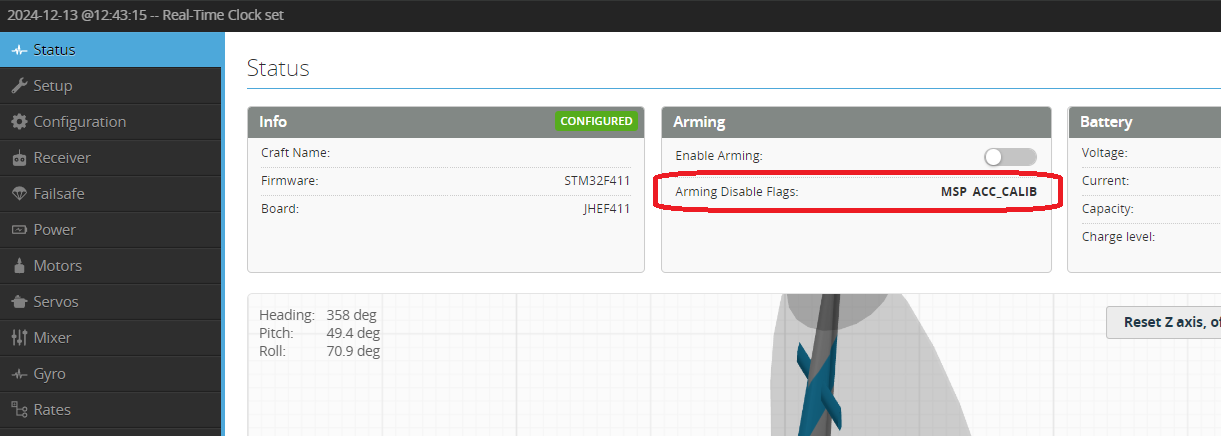 2024-12-13 @12:43:15 -- Real-Time Clock set
Status
Setup
Configuration
Receiver
Failsafe
Power
Motors
Servos
Mixer
Gyro
Rates
Status
Info CONFIGURED
Craft Name:
Firmware: STM32F411
Board: JHEF411
Arming
Enable Arming:
Arming Disable Flags: MSP ACC_CALIB
Battery
Voltage:
Current:
Capacity:
Charge level:
Heading: 358 deg
Pitch: 49.4 deg
Roll: 70.9 deg
Reset Z axis, of